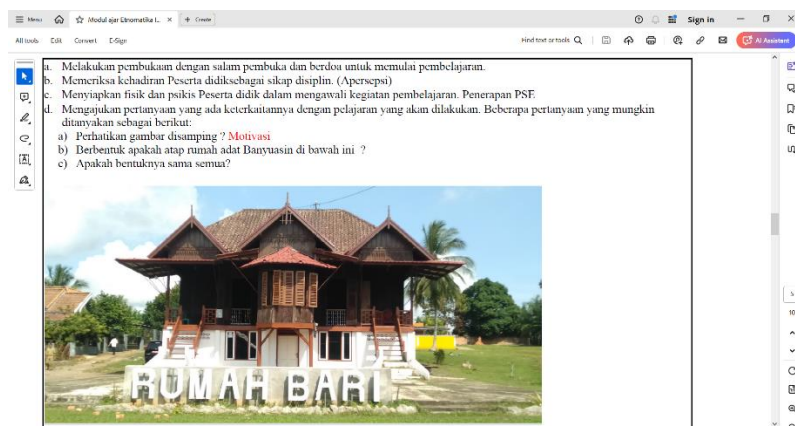 Menu
Modul ajar Etnomatika I...
+ Create
Sign in
All tools Edit Convert E-Sign
Find text or tools
AI Assistant
a. Melakukan pembukaan dengan salam pembuka dan berdoa untuk memulai pembelajaran.
b. Memeriksa kehadiran Peserta didiksebagai sikap disiplin. (Apersepsi)
c. Menyiapkan fisik dan psikis Peserta didik dalam mengawali kegiatan pembelajaran. Penerapan PSE
d. Mengajukan pertanyaan yang ada keterkaitannya dengan pelajaran yang akan dilakukan. Beberapa pertanyaan yang mungkin
ditanyakan sebagai berikut:
a) Perhatikan gambar disamping ? Motivasi
b) Berbentuk apakah atap rumah adat Banyuasin di bawah ini ?
c) Apakah bentuknya sama semua?
RUMAH BARI